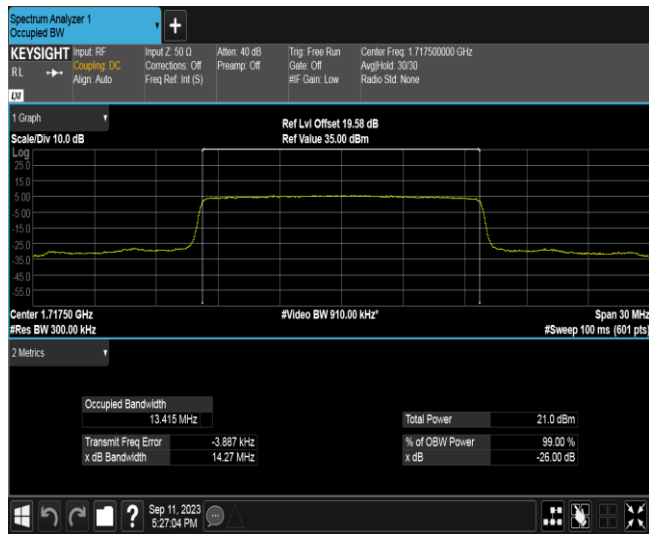 Spectrum Analyzer 1
Occupied BW
+
KEYSIGHT
RL
LXI
Input: RF
Coupling: DC
Align: Auto
Input Z: 50 Ω
Corrections: Off
Freq Ref: Int (S)
Atten: 40 dB
Preamp: Off
Trig: Free Run
Gate: Off
#IF Gain: Low
Center Freq: 1.717500000 GHz
Avg|Hold: 30/30
Radio Std: None
1 Graph
Scale/Div 10.0 dB
Ref Lvl Offset 19.58 dB
Ref Value 35.00 dBm
Log
25.0
15.0
5.00
-5.00
-15.0
-25.0
-35.0
-45.0
-55.0
Center 1.71750 GHz
#Video BW 910.00 kHz*
Span 30 MHz
#Res BW 300.00 kHz
#Sweep 100 ms (601 pts)
2 Metrics
Occupied Bandwidth
13.415 MHz
Total Power 21.0 dBm
Transmit Freq Error -3.887 kHz
% of OBW Power 99.00 %
x dB Bandwidth 14.27 MHz
x dB -26.00 dB
?
Sep 11, 2023
5:27:04 PM